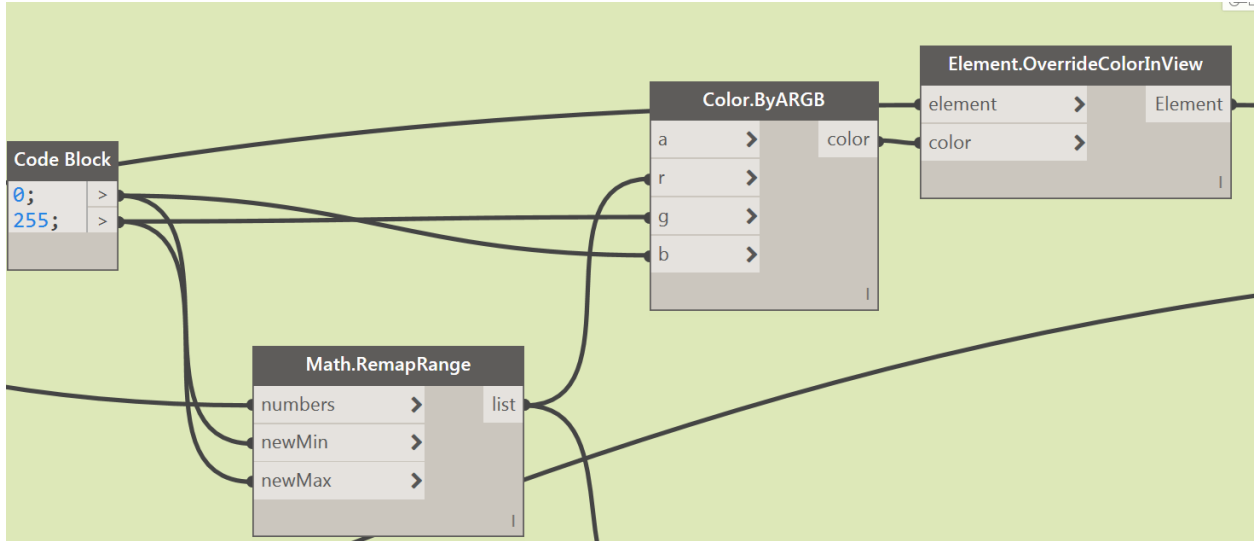 Element.OverrideColorInView
element > Element
color >
Color.ByARGB
a > color
r >
g >
b >
l
Code Block
0; >
255; >
Math.RemapRange
numbers > list
newMin >
newMax >
l
l